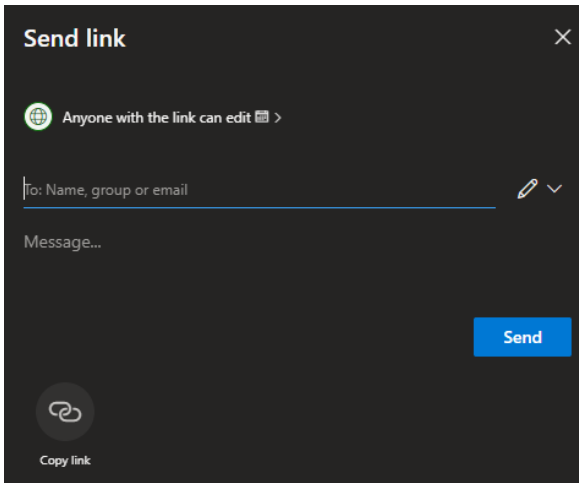 Send link
Anyone with the link can edit
To: Name, group or email
Message...
Send
Copy link